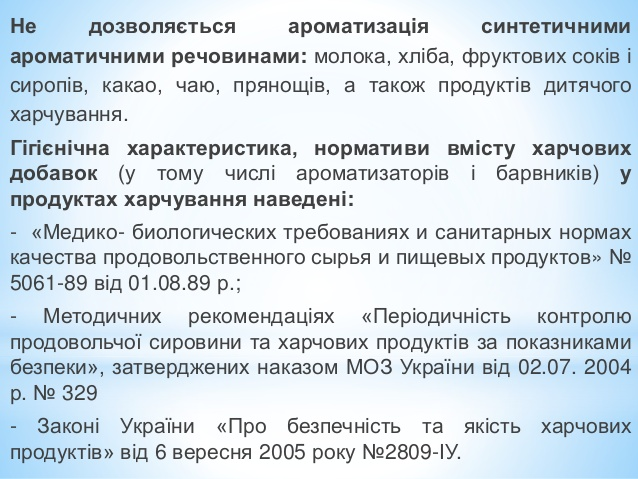 Не дозволяється ароматизація синтетичними
ароматичними речовинами: молока, хліба, фруктових соків і
сиропів, какао, чаю, прянощів, а також продуктів дитячого
харчування.
Гігієнічна характеристика, нормативи вмісту харчових
добавок (у тому числі ароматизаторів і барвників) у
продуктах харчування наведені:
- «Медико- биологических требованиях и санитарных нормах
качества продовольственного сырья и пищевых продуктов» №
5061-89 від 01.08.89 р.;
- Методичних рекомендаціях «Періодичність контролю
продовольчої сировини та харчових продуктів за показниками
безпеки», затверджених наказом МОЗ України від 02.07. 2004
р. № 329
- Законі України «Про безпечність та якість харчових
продуктів» від 6 вересня 2005 року №2809-ІУ.